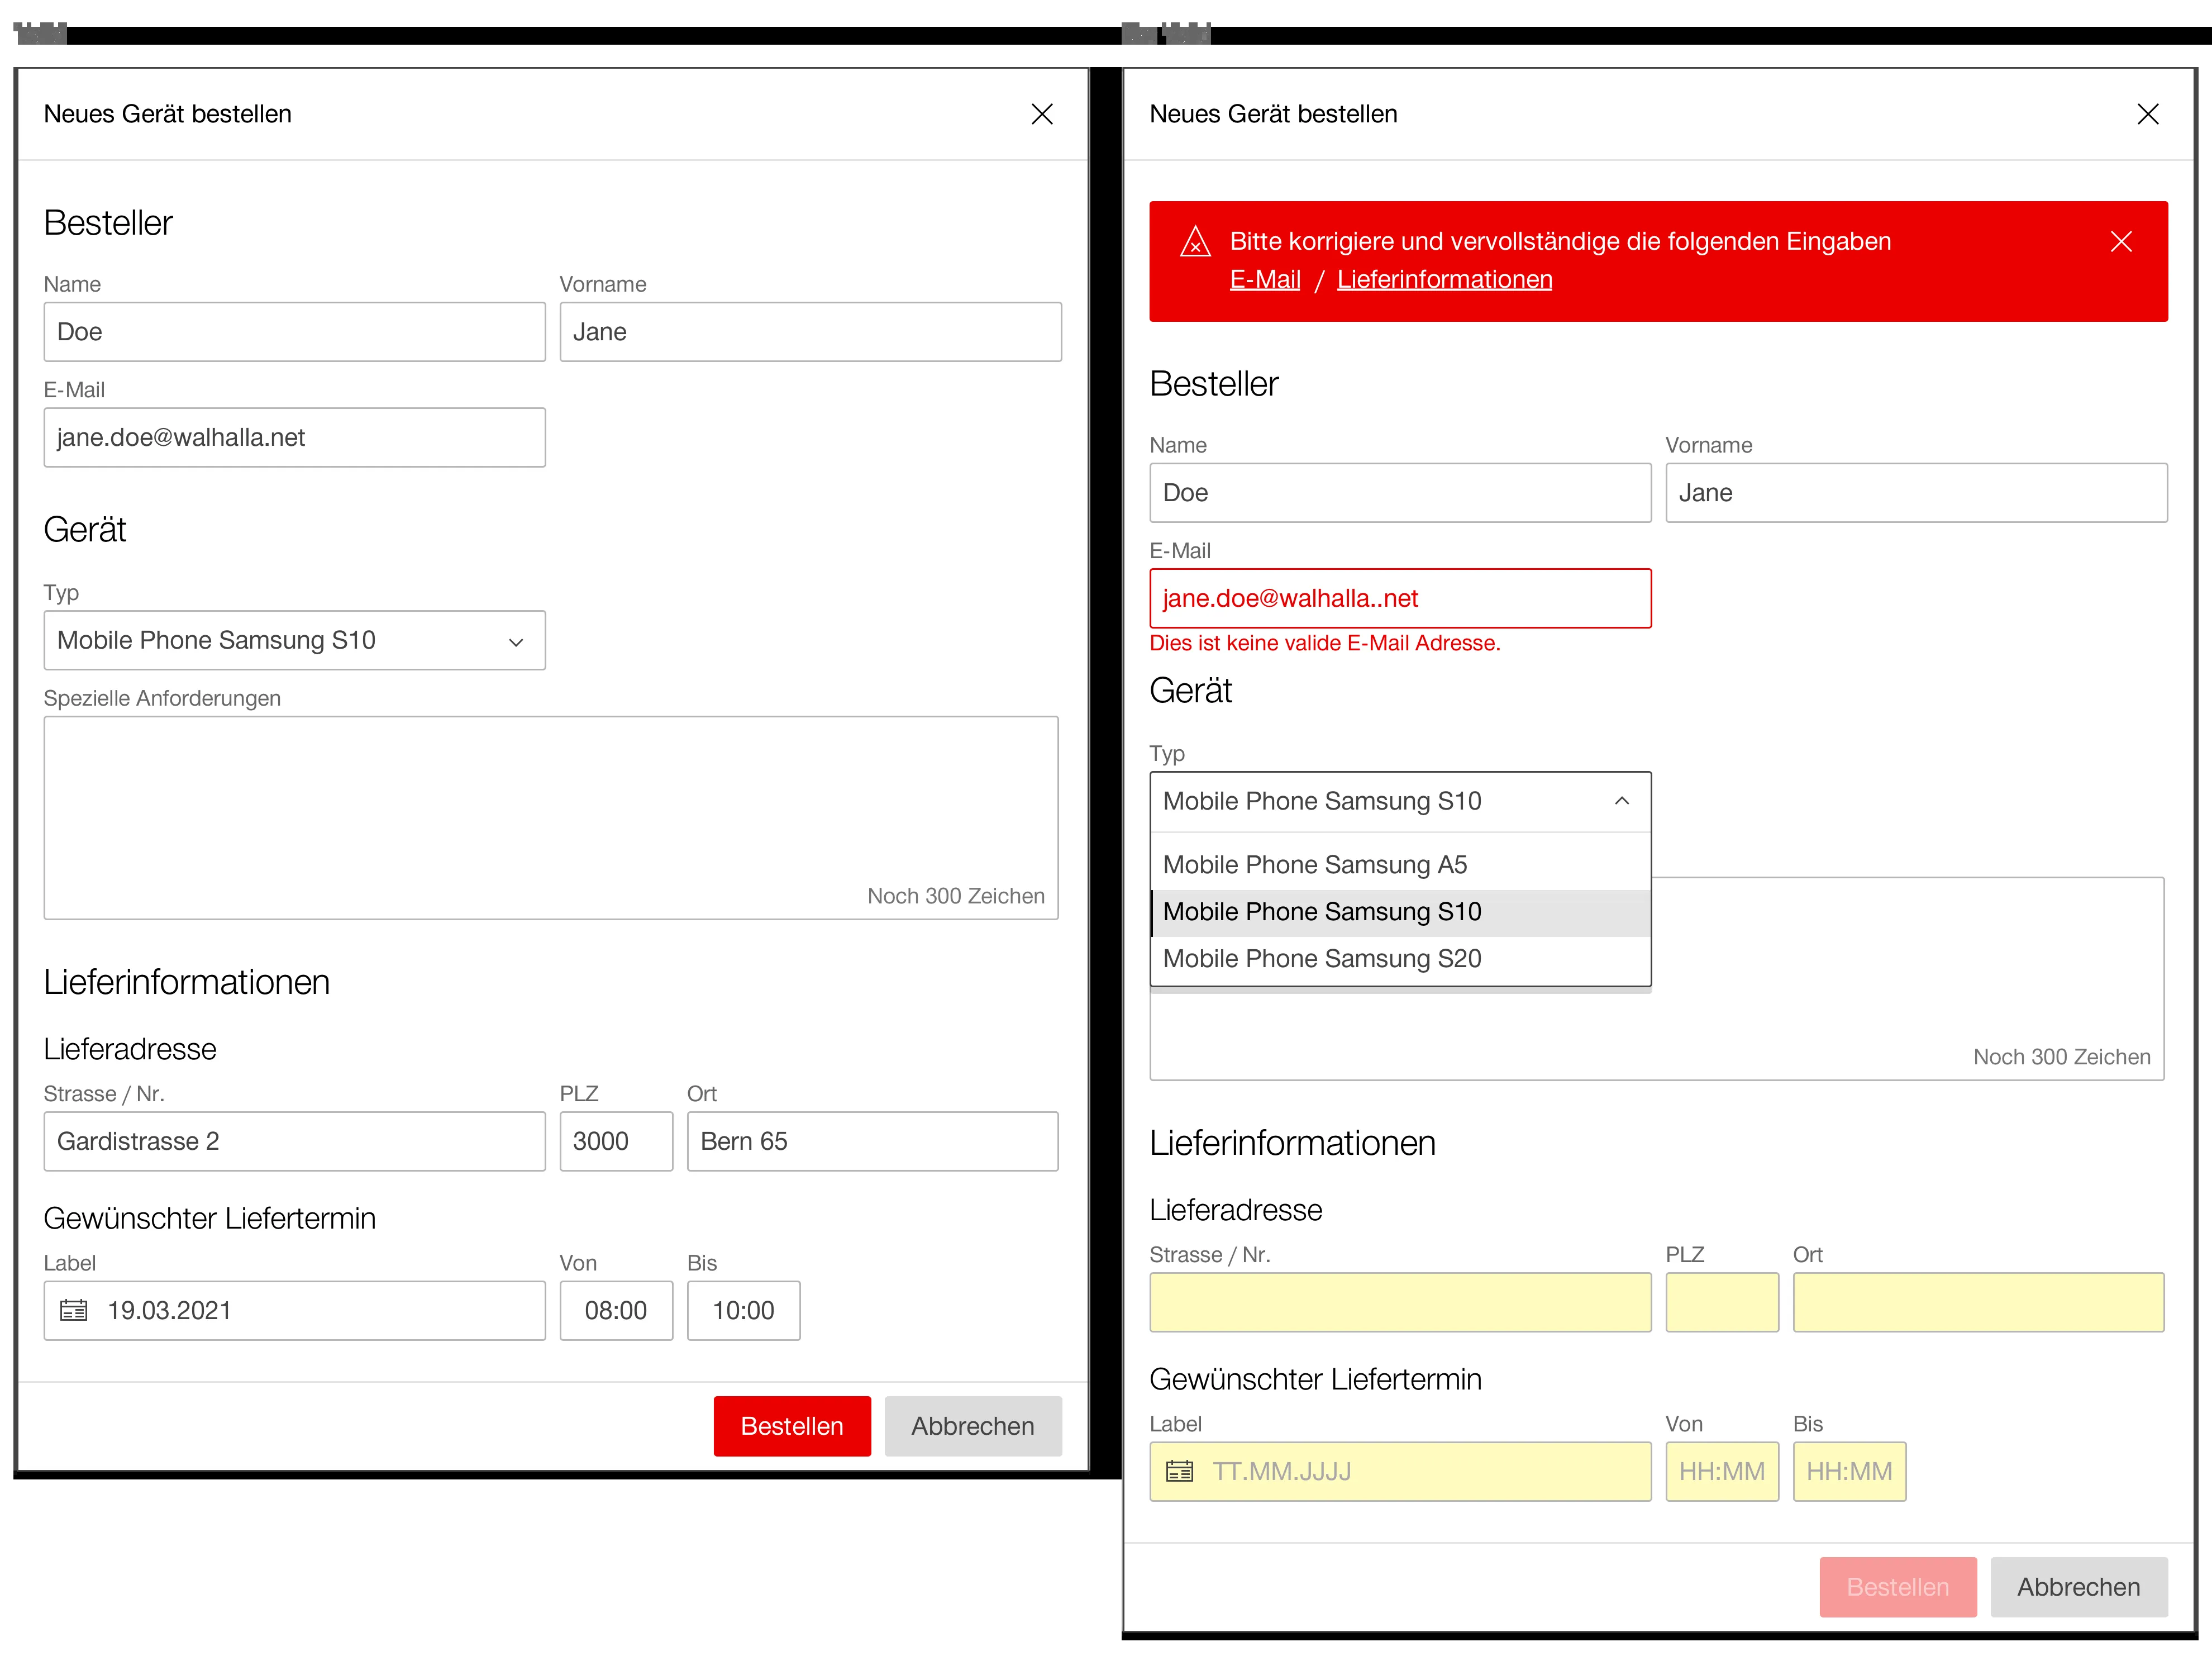 Neues Gerät bestellen
Besteller
Name
Vorname
Doe
Jane
E-Mail
jane.doe@walhalla.net
Gerät
Typ
Mobile Phone Samsung S10
Spezielle Anforderungen
Noch 300 Zeichen
Lieferinformationen
Lieferadresse
Strasse / Nr.
PLZ
Ort
Gardistrasse 2
3000
Bern 65
Gewünschter Liefertermin
Label
Von
Bis
19.03.2021
08:00
10:00
Bestellen
Abbrechen
Neues Gerät bestellen
Bitte korrigiere und vervollständige die folgenden Eingaben
E-Mail / Lieferinformationen
Besteller
Name
Vorname
Doe
Jane
E-Mail
jane.doe@walhalla..net
Dies ist keine valide E-Mail Adresse.
Gerät
Typ
Mobile Phone Samsung S10
Mobile Phone Samsung A5
Mobile Phone Samsung S10
Mobile Phone Samsung S20
Noch 300 Zeichen
Lieferinformationen
Lieferadresse
Strasse / Nr.
PLZ
Ort
Gewünschter Liefertermin
Label
Von
Bis
TT.MM.JJJJ
HH:MM
HH:MM
Bestellen
Abbrechen